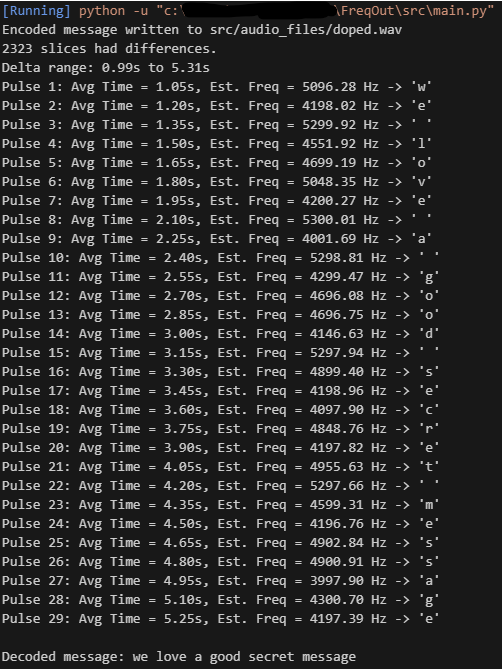 [Running] python -u "c:\ \FreqOut\src\main.py"
Encoded message written to src/audio_files/doped.wav
2323 slices had differences.
Delta range: 0.99s to 5.31s
Pulse 1: Avg Time = 1.05s, Est. Freq = 5096.28 Hz -> 'w'
Pulse 2: Avg Time = 1.20s, Est. Freq = 4198.02 Hz -> 'e'
Pulse 3: Avg Time = 1.35s, Est. Freq = 5299.92 Hz -> ' '
Pulse 4: Avg Time = 1.50s, Est. Freq = 4551.92 Hz -> 'l'
Pulse 5: Avg Time = 1.65s, Est. Freq = 4699.19 Hz -> 'o'
Pulse 6: Avg Time = 1.80s, Est. Freq = 5048.35 Hz -> 'v'
Pulse 7: Avg Time = 1.95s, Est. Freq = 4200.27 Hz -> 'e'
Pulse 8: Avg Time = 2.10s, Est. Freq = 5300.01 Hz -> ' '
Pulse 9: Avg Time = 2.25s, Est. Freq = 4001.69 Hz -> 'a'
Pulse 10: Avg Time = 2.40s, Est. Freq = 5298.81 Hz -> ' '
Pulse 11: Avg Time = 2.55s, Est. Freq = 4299.47 Hz -> 'g'
Pulse 12: Avg Time = 2.70s, Est. Freq = 4696.08 Hz -> 'o'
Pulse 13: Avg Time = 2.85s, Est. Freq = 4696.75 Hz -> 'o'
Pulse 14: Avg Time = 3.00s, Est. Freq = 4146.63 Hz -> 'd'
Pulse 15: Avg Time = 3.15s, Est. Freq = 5297.94 Hz -> ' '
Pulse 16: Avg Time = 3.30s, Est. Freq = 4899.40 Hz -> 's'
Pulse 17: Avg Time = 3.45s, Est. Freq = 4198.96 Hz -> 'e'
Pulse 18: Avg Time = 3.60s, Est. Freq = 4097.90 Hz -> 'c'
Pulse 19: Avg Time = 3.75s, Est. Freq = 4848.76 Hz -> 'r'
Pulse 20: Avg Time = 3.90s, Est. Freq = 4197.82 Hz -> 'e'
Pulse 21: Avg Time = 4.05s, Est. Freq = 4955.63 Hz -> 't'
Pulse 22: Avg Time = 4.20s, Est. Freq = 5297.66 Hz -> ' '
Pulse 23: Avg Time = 4.35s, Est. Freq = 4599.31 Hz -> 'm'
Pulse 24: Avg Time = 4.50s, Est. Freq = 4196.76 Hz -> 'e'
Pulse 25: Avg Time = 4.65s, Est. Freq = 4902.84 Hz -> 's'
Pulse 26: Avg Time = 4.80s, Est. Freq = 4900.91 Hz -> 's'
Pulse 27: Avg Time = 4.95s, Est. Freq = 3997.90 Hz -> 'a'
Pulse 28: Avg Time = 5.10s, Est. Freq = 4300.70 Hz -> 'g'
Pulse 29: Avg Time = 5.25s, Est. Freq = 4197.39 Hz -> 'e'
Decoded message: we love a good secret message